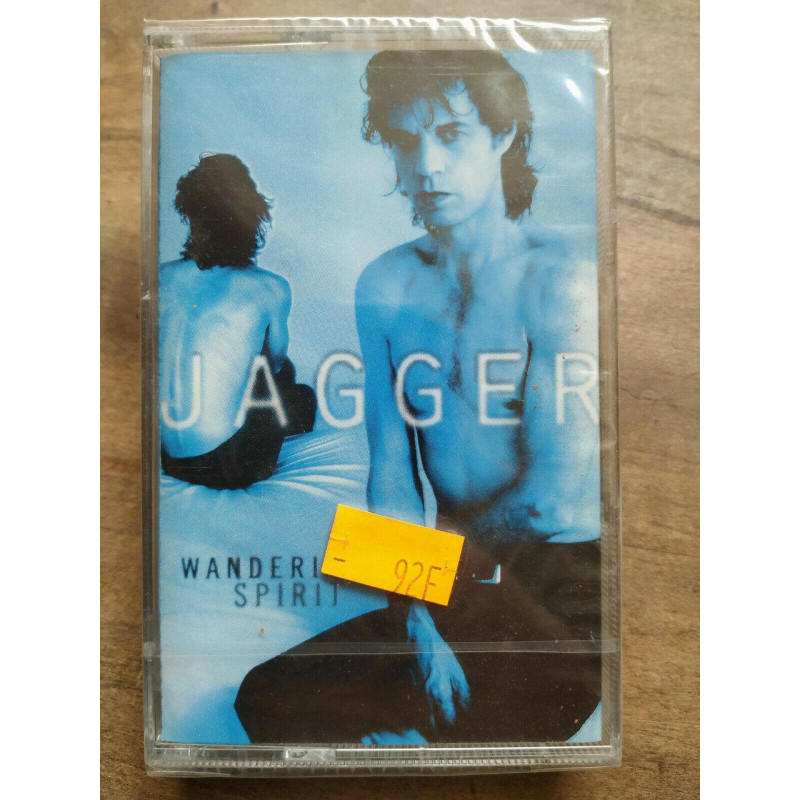 JAGGER
WANDERI
SPIRIT
92F